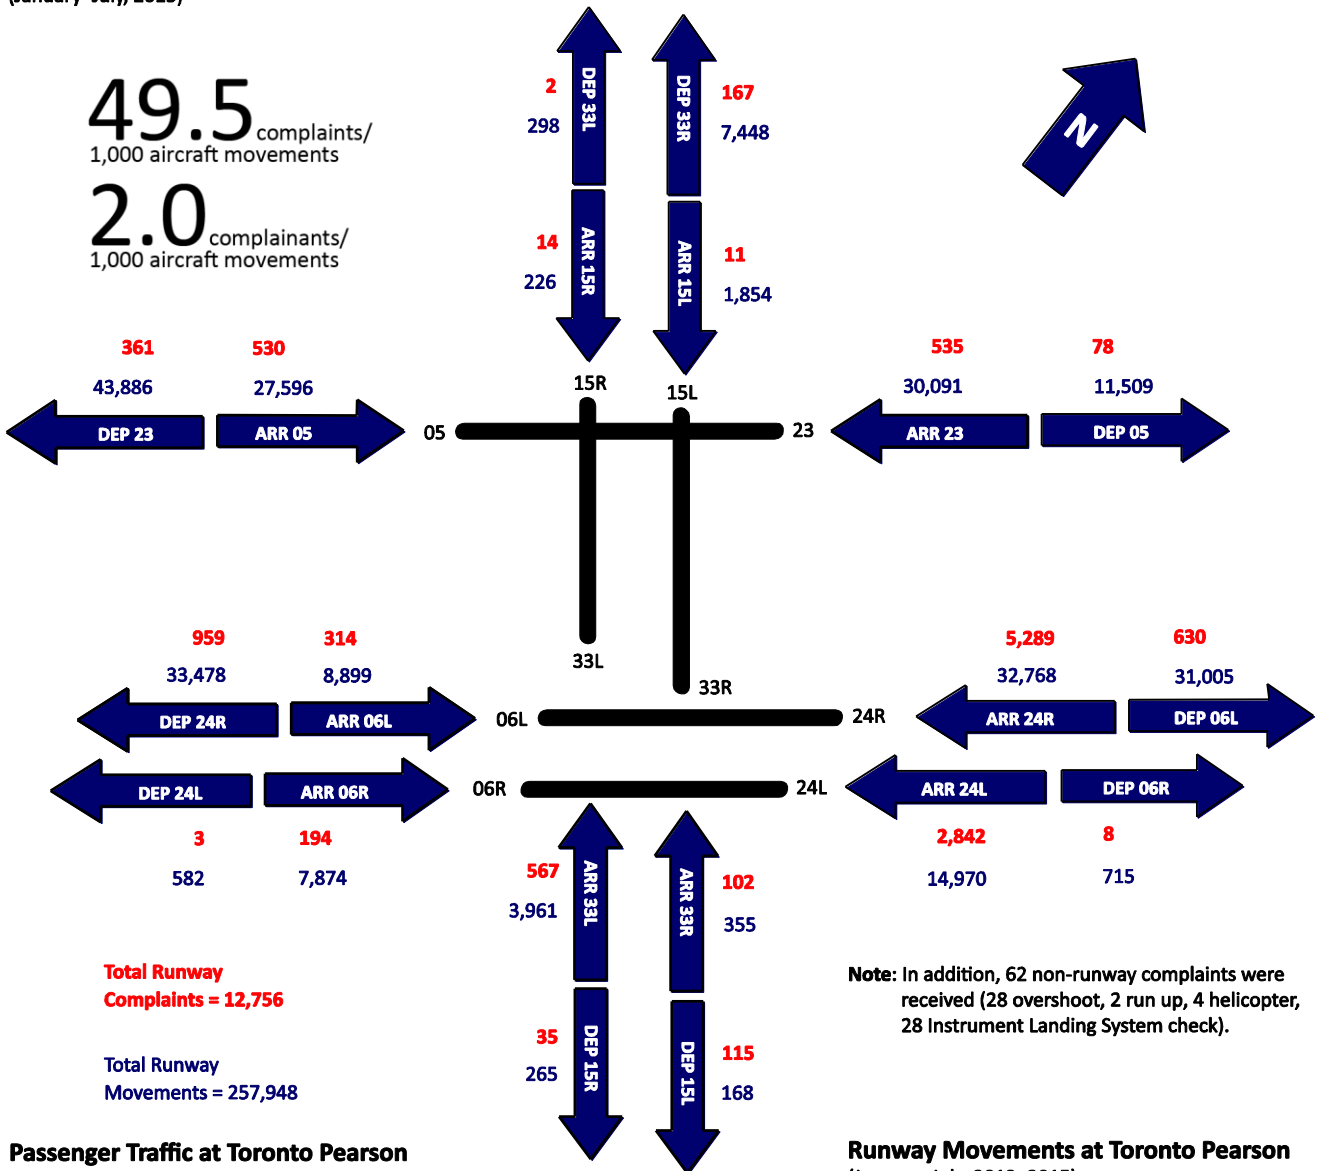 (January–July, 2015)
49.5 complaints/
1,000 aircraft movements
2.0 complainants/
1,000 aircraft movements
N
DEP 33L
2
298
DEP 33R
167
7,448
ARR 15R
14
226
ARR 15L
11
1,854
361 530
43,886 27,596
DEP 23 ARR 05
15R 15L
05 23
535 78
30,091 11,509
ARR 23 DEP 05
33L 33R
959 314
33,478 8,899
DEP 24R ARR 06L
06L 24R
5,289 630
32,768 31,005
ARR 24R DEP 06L
DEP 24L ARR 06R
3 194
582 7,874
06R 24L
ARR 24L DEP 06R
2,842 8
14,970 715
567
3,961
ARR 33L
102
355
ARR 33R
35
265
DEP 15R
115
168
DEP 15L
Total Runway
Complaints = 12,756
Total Runway
Movements = 257,948
Note: In addition, 62 non-runway complaints were
received (28 overshoot, 2 run up, 4 helicopter,
28 Instrument Landing System check).
Passenger Traffic at Toronto Pearson
Runway Movements at Toronto Pearson